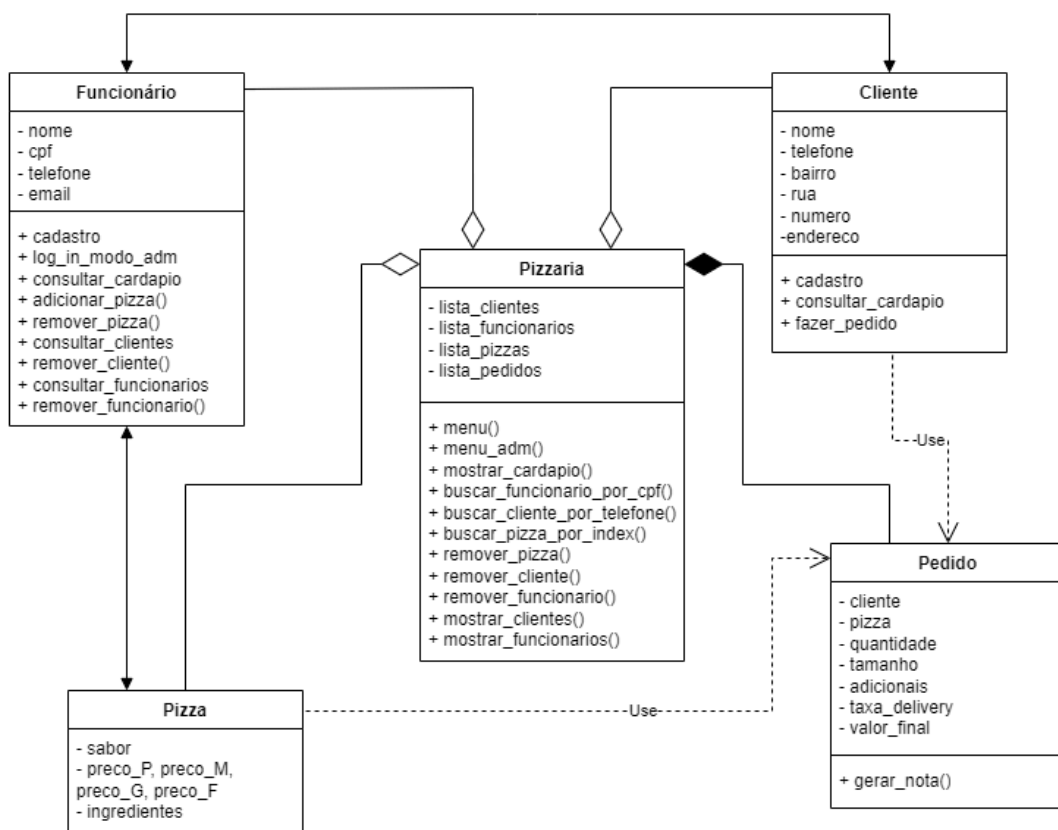 Funcionário
- nome
- cpf
- telefone
- email
+ cadastro
+ log_in_modo_adm
+ consultar_cardapio
+ adicionar_pizza()
+ remover_pizza()
+ consultar_clientes
+ remover_cliente()
+ consultar_funcionarios
+ remover_funcionario()
Cliente
- nome
- telefone
- bairro
- rua
- numero
-endereco
+ cadastro
+ consultar_cardapio
+ fazer_pedido
Pizzaria
- lista_clientes
- lista_funcionarios
- lista_pizzas
- lista_pedidos
+ menu()
+ menu_adm()
+ mostrar_cardapio()
+ buscar_funcionario_por_cpf()
+ buscar_cliente_por_telefone()
+ buscar_pizza_por_index()
+ remover_pizza()
+ remover_cliente()
+ remover_funcionario()
+ mostrar_clientes()
+ mostrar_funcionarios()
Use
Pedido
- cliente
- pizza
- quantidade
- tamanho
- adicionais
- taxa_delivery
- valor_final
+ gerar_nota()
Pizza
- sabor
- preco_P, preco_M,
preco_G, preco_F
- ingredientes
Use